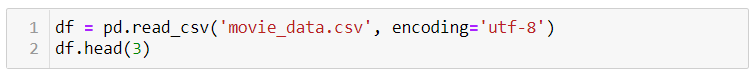 1 df = pd.read_csv('movie_data.csv', encoding='utf-8')
2 df.head(3)